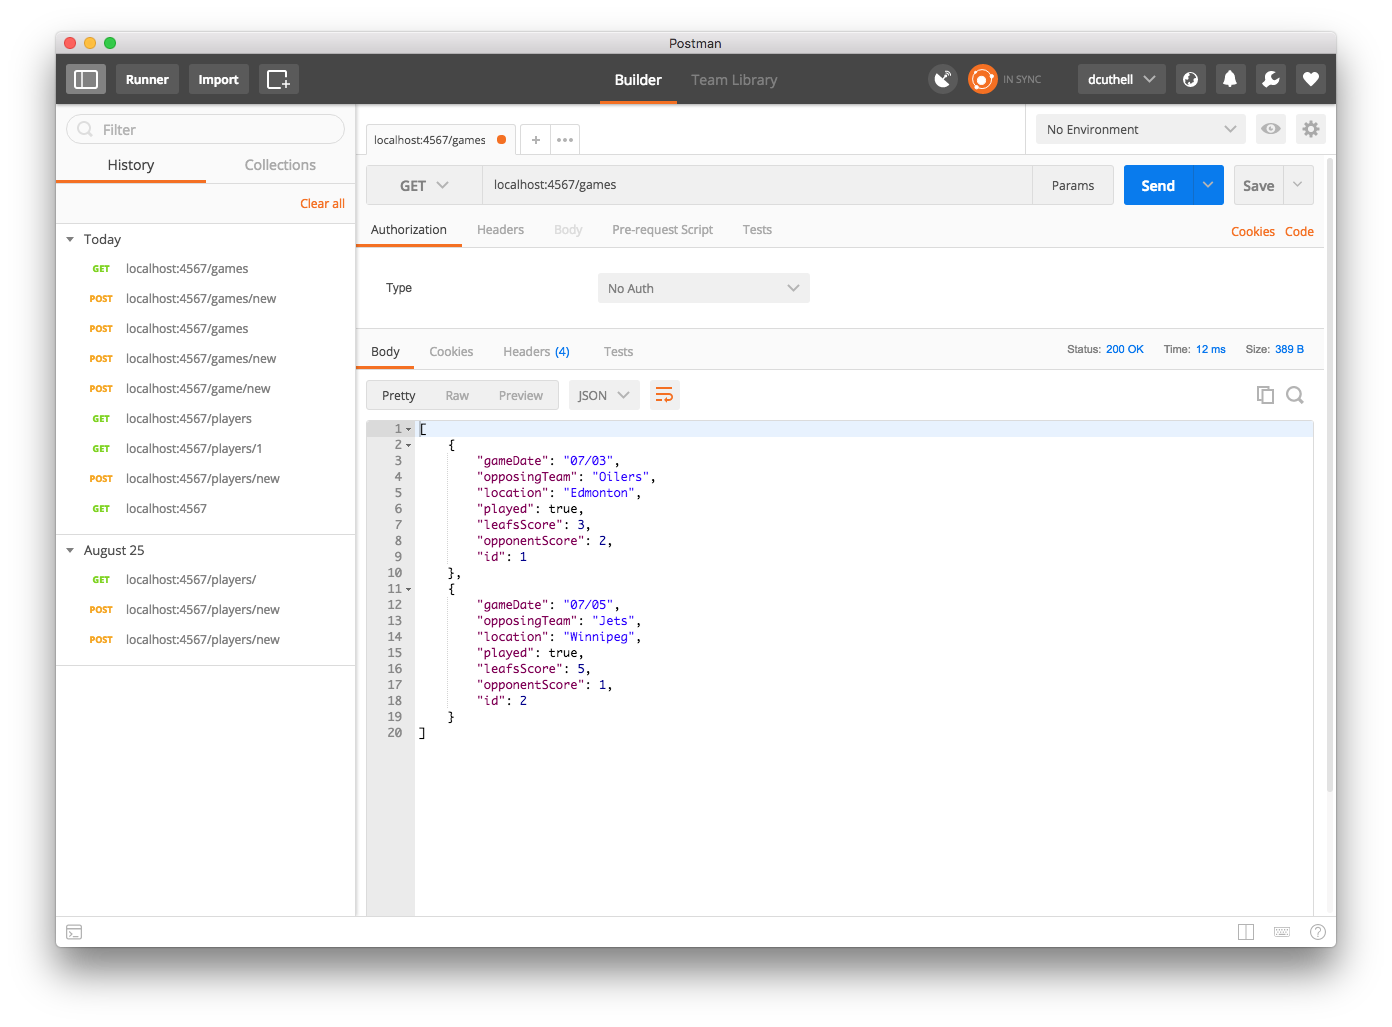 Postman
Runner
Import
Builder
Team Library
IN SYNC
dcuthell
Filter
History
Collections
Clear all
Today
GET localhost:4567/games
POST localhost:4567/games/new
POST localhost:4567/games
POST localhost:4567/games/new
POST localhost:4567/game/new
GET localhost:4567/players
GET localhost:4567/players/1
POST localhost:4567/players/new
GET localhost:4567
August 25
GET localhost:4567/players/
POST localhost:4567/players/new
POST localhost:4567/players/new
localhost:4567/games
+
•••
No Environment
GET
localhost:4567/games
Params
Send
Save
Authorization
Headers
Body
Pre-request Script
Tests
Cookies
Code
Type
No Auth
Body
Cookies
Headers (4)
Tests
Status: 200 OK
Time: 12 ms
Size: 389 B
Pretty
Raw
Preview
JSON
1 [
2 {
3 "gameDate": "07/03",
4 "opposingTeam": "Oilers",
5 "location": "Edmonton",
6 "played": true,
7 "leafsScore": 3,
8 "opponentScore": 2,
9 "id": 1
10 },
11 {
12 "gameDate": "07/05",
13 "opposingTeam": "Jets",
14 "location": "Winnipeg",
15 "played": true,
16 "leafsScore": 5,
17 "opponentScore": 1,
18 "id": 2
19 }
20 ]